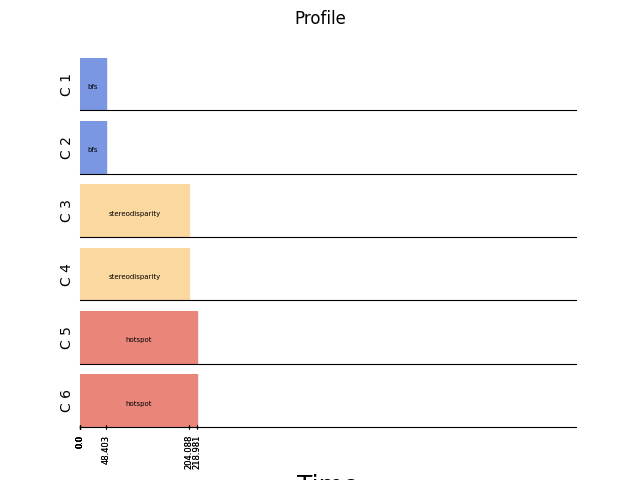 Profile
C 1
bfs
C 2
bfs
C 3
stereodisparity
C 4
stereodisparity
C 5
hotspot
C 6
hotspot
0.0
48.403
204.088
218.981
Time